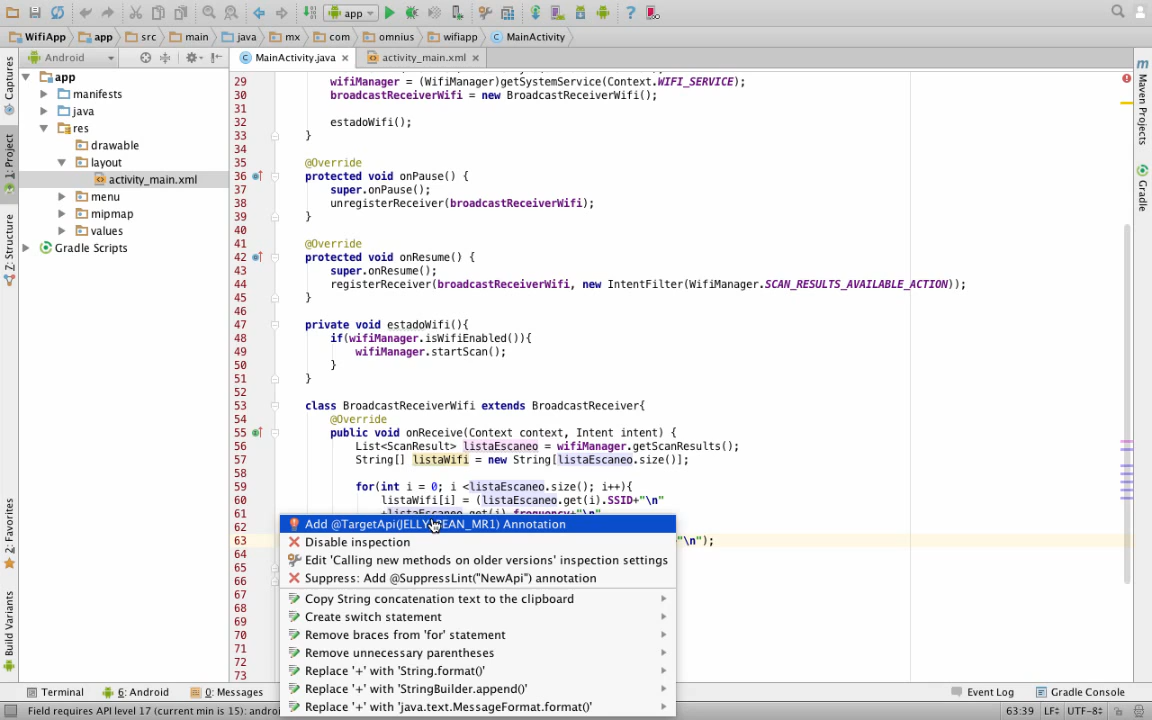 app
WifiApp app src main java mx com omnius wifiapp MainActivity
Android
MainActivity.java
activity_main.xml
Captures
1: Project
Z: Structure
2: Favorites
Build Variants
app
manifests
java
res
drawable
layout
activity_main.xml
menu
mipmap
values
Gradle Scripts
29 wifiManager = (WifiManager)getSystemService(Context.WIFI_SERVICE);
30 broadcastReceiverWifi = new BroadcastReceiverWifi();
31
32 estadoWifi();
33 }
34
35 @Override
36 protected void onPause() {
37 super.onPause();
38 unregisterReceiver(broadcastReceiverWifi);
39 }
40
41 @Override
42 protected void onResume() {
43 super.onResume();
44 registerReceiver(broadcastReceiverWifi, new IntentFilter(WifiManager.SCAN_RESULTS_AVAILABLE_ACTION));
45 }
46
47 private void estadoWifi(){
48 if(wifiManager.isWifiEnabled()){
49 wifiManager.startScan();
50 }
51 }
52
53 class BroadcastReceiverWifi extends BroadcastReceiver{
54 @Override
55 public void onReceive(Context context, Intent intent) {
56 List<ScanResult> listaEscaneo = wifiManager.getScanResults();
57 String[] listaWifi = new String[listaEscaneo.size()];
58
59 for(int i = 0; i <listaEscaneo.size(); i++){
60 listaWifi[i] = (listaEscaneo.get(i).SSID+"\n"
61 +listaEscaneo.get(i).frequency+"\n"
62
63 "\n");
64
65
66
67
68
69
70
71
72
73
Add @TargetApi(JELLY_BEAN_MR1) Annotation
Disable inspection
Edit 'Calling new methods on older versions' inspection settings
Suppress: Add @SuppressLint("NewApi") annotation
Copy String concatenation text to the clipboard
Create switch statement
Remove braces from 'for' statement
Remove unnecessary parentheses
Replace '+' with 'String.format()'
Replace '+' with 'StringBuilder.append()'
Replace '+' with 'java.text.MessageFormat.format()'
Maven Projects
Gradle
Terminal 6: Android 0: Messages Event Log Gradle Console
Field requires API level 17 (current min is 15): 63:39 LF÷ UTF-8÷